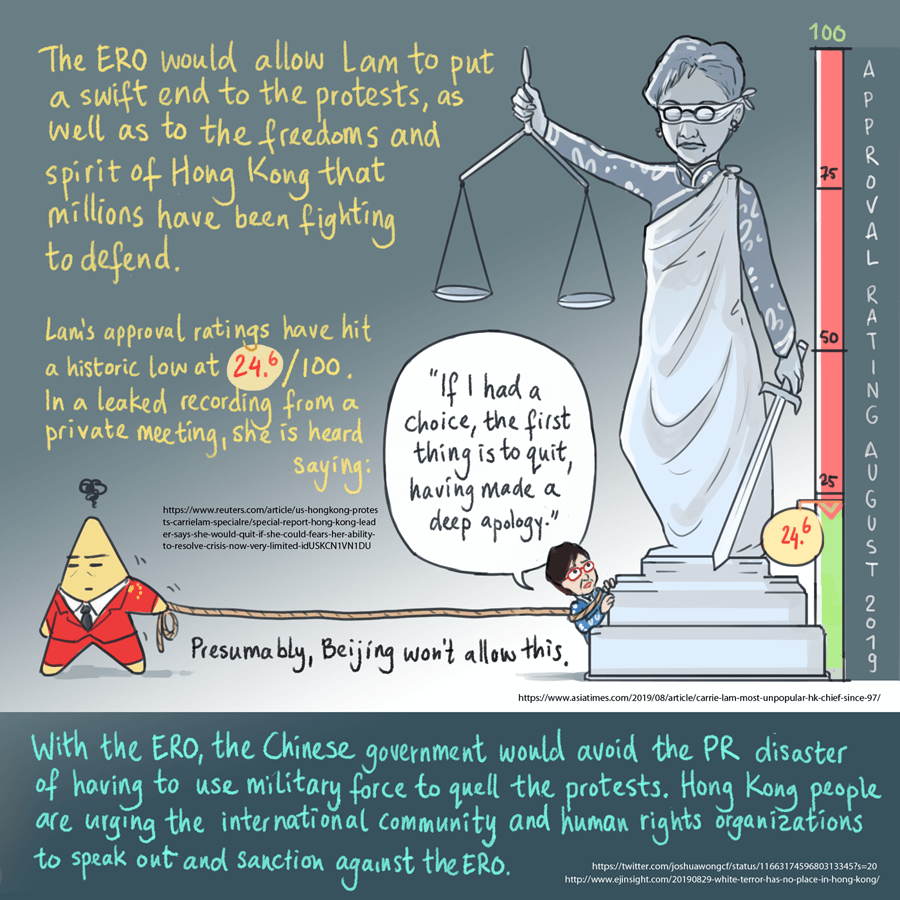 The ERO would allow Lam to put
a swift end to the protests, as
well as to the freedoms and
spirit of Hong Kong that
millions have been fighting
to defend.
Lam's approval ratings have hit
a historic low at 24.6/100.
In a leaked recording from a
private meeting, she is heard
saying:
https://www.reuters.com/article/us-hongkong-protes
ts-carrielam-specialre/special-report-hong-kong-lead
er-says-she-would-quit-if-she-could-fears-her-ability-
to-resolve-crisis-now-very-limited-idUSKCN1VN1DU
"If I had a
choice, the first
thing is to quit,
having made a
deep apology."
Presumably, Beijing won't allow this.
100
75
50
25
24.6
APPROVAL RATING AUGUST 2019
https://www.asiatimes.com/2019/08/article/carrie-lam-most-unpopular-hk-chief-since-97/
With the ERO, the Chinese government would avoid the PR disaster
of having to use military force to quell the protests. Hong Kong people
are urging the international community and human rights organizations
to speak out and sanction against the ERO.
https://twitter.com/joshuawongcf/status/1166317459680313345?s=20
http://www.ejinsight.com/20190829-white-terror-has-no-place-in-hong-kong/